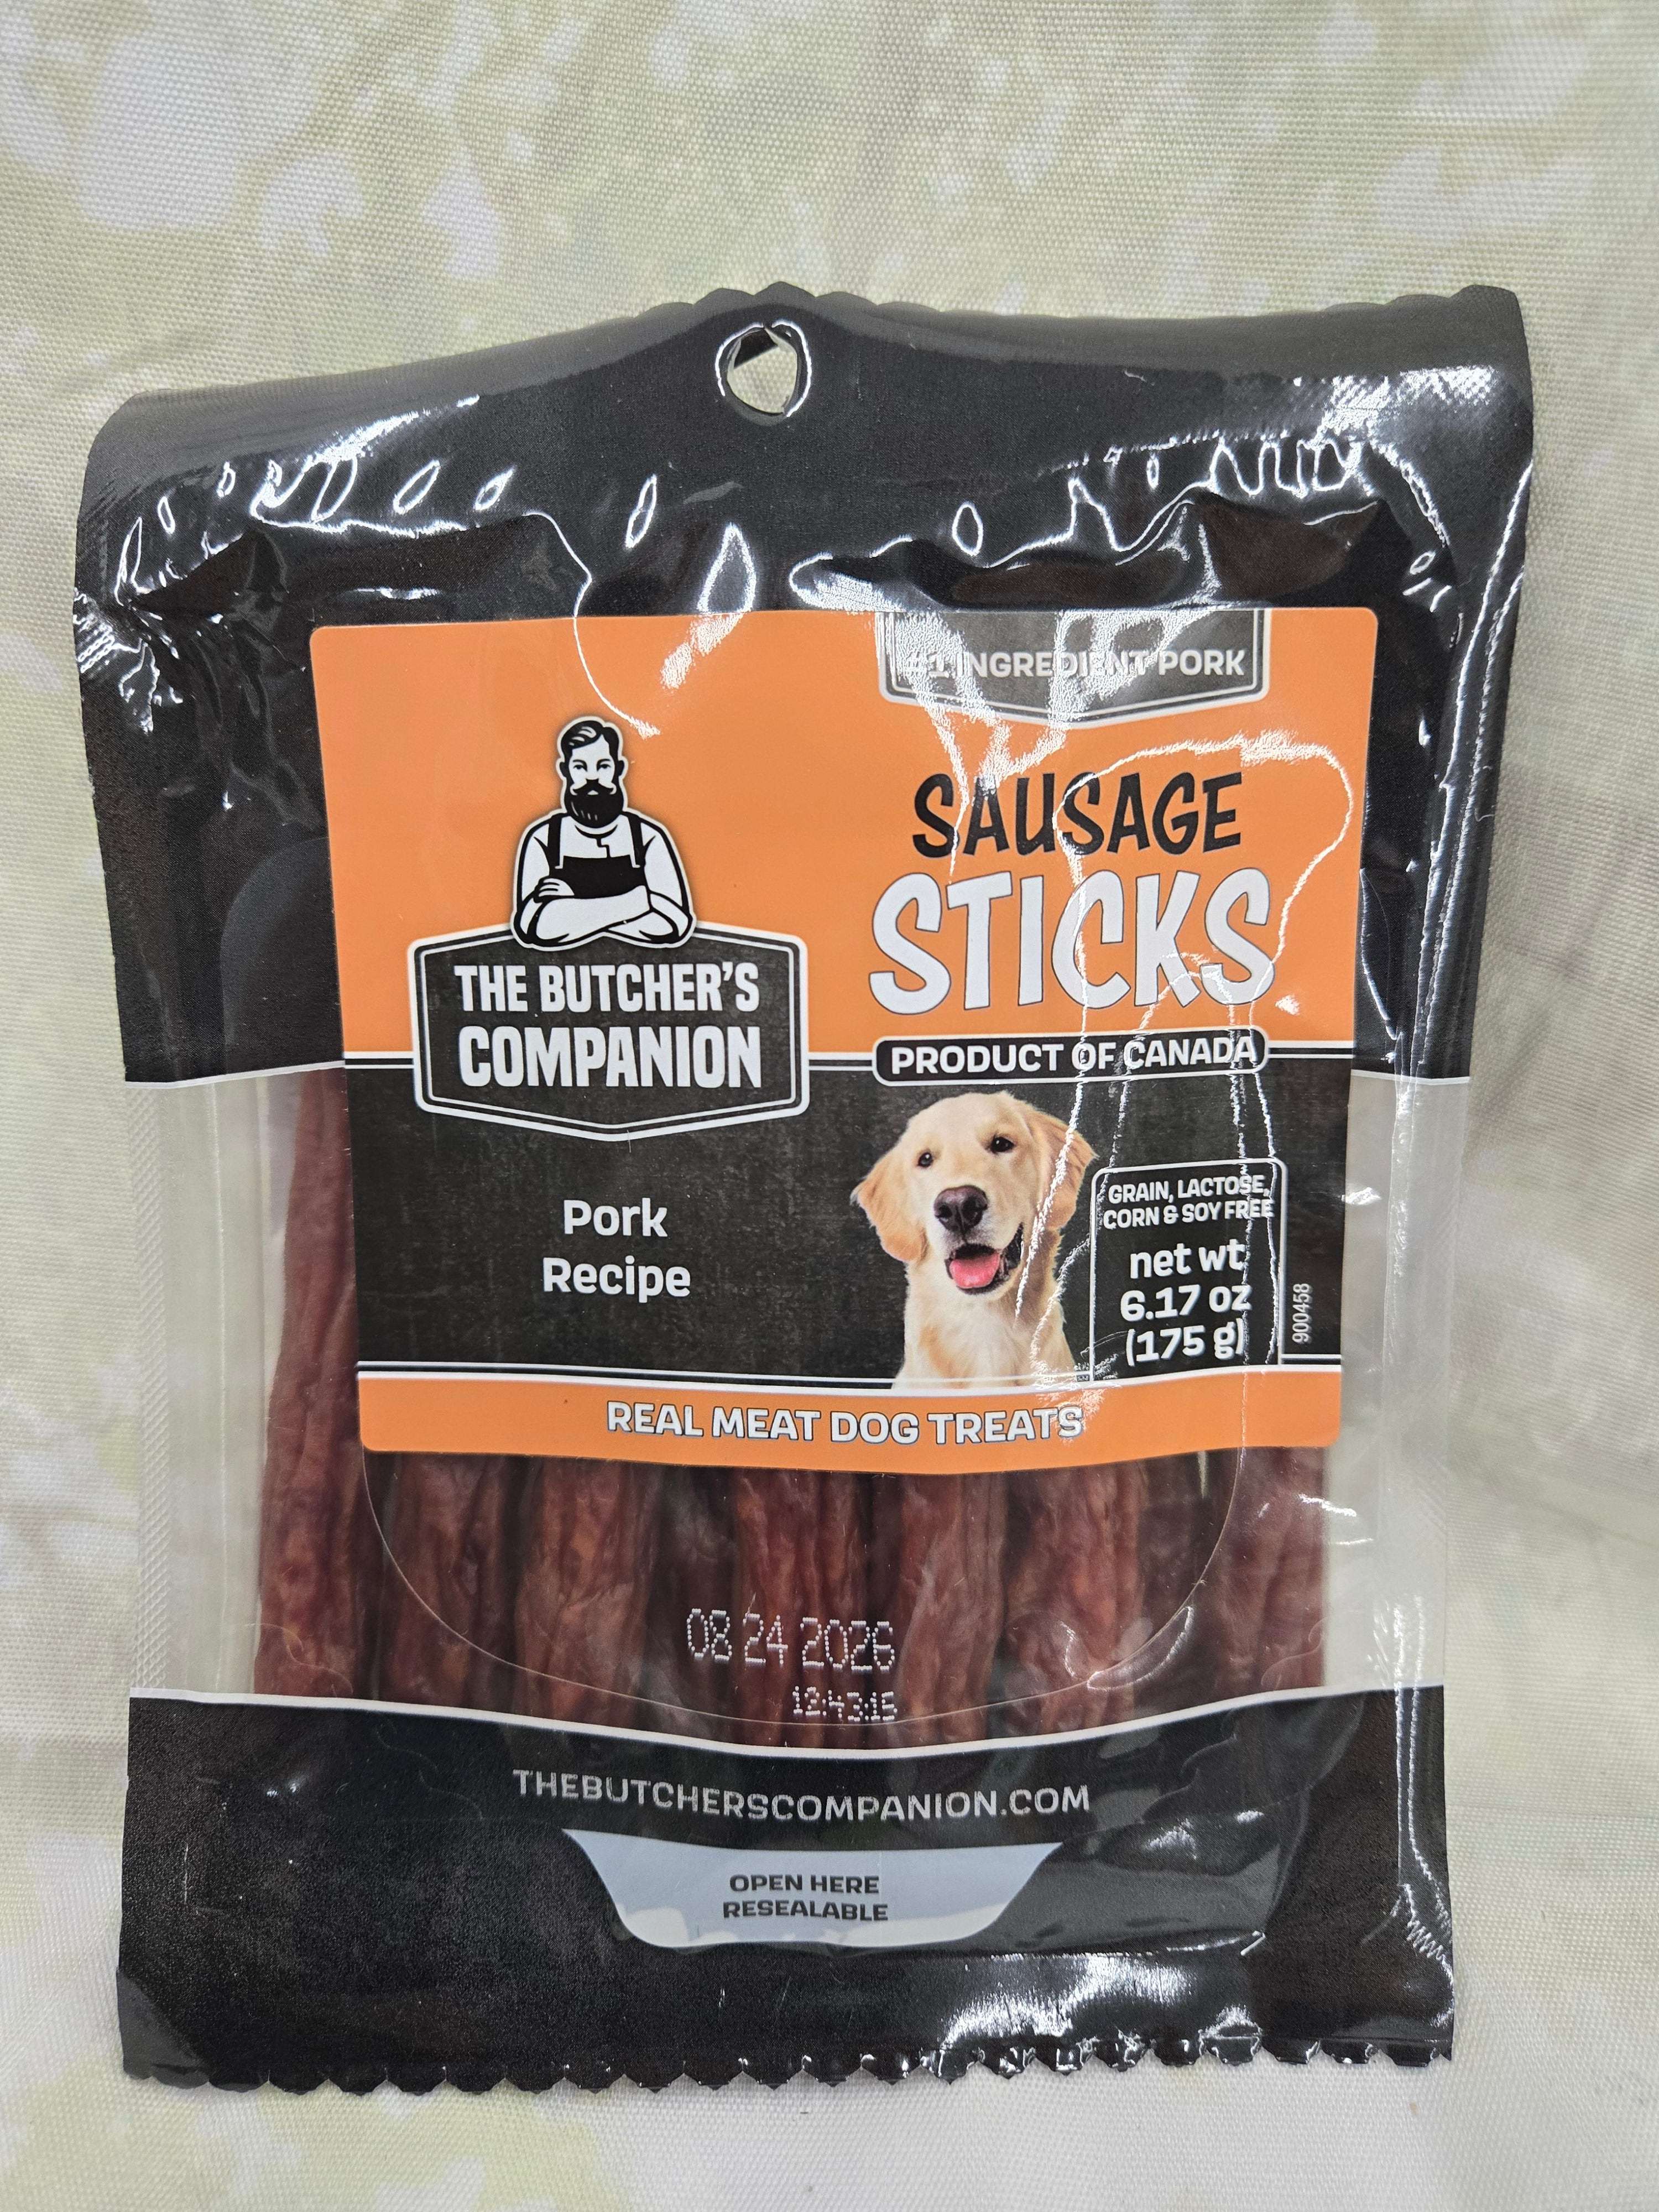 #1 INGREDIENT PORK
SAUSAGE
STICKS
THE BUTCHER'S
COMPANION
PRODUCT OF CANADA
Pork
Recipe
GRAIN, LACTOSE,
CORN & SOY FREE
net wt
6.17 oz
(175 g)
900458
REAL MEAT DOG TREATS
08 24 2026
12:43:15
THEBUTCHERSCOMPANION.COM
OPEN HERE
RESEALABLE